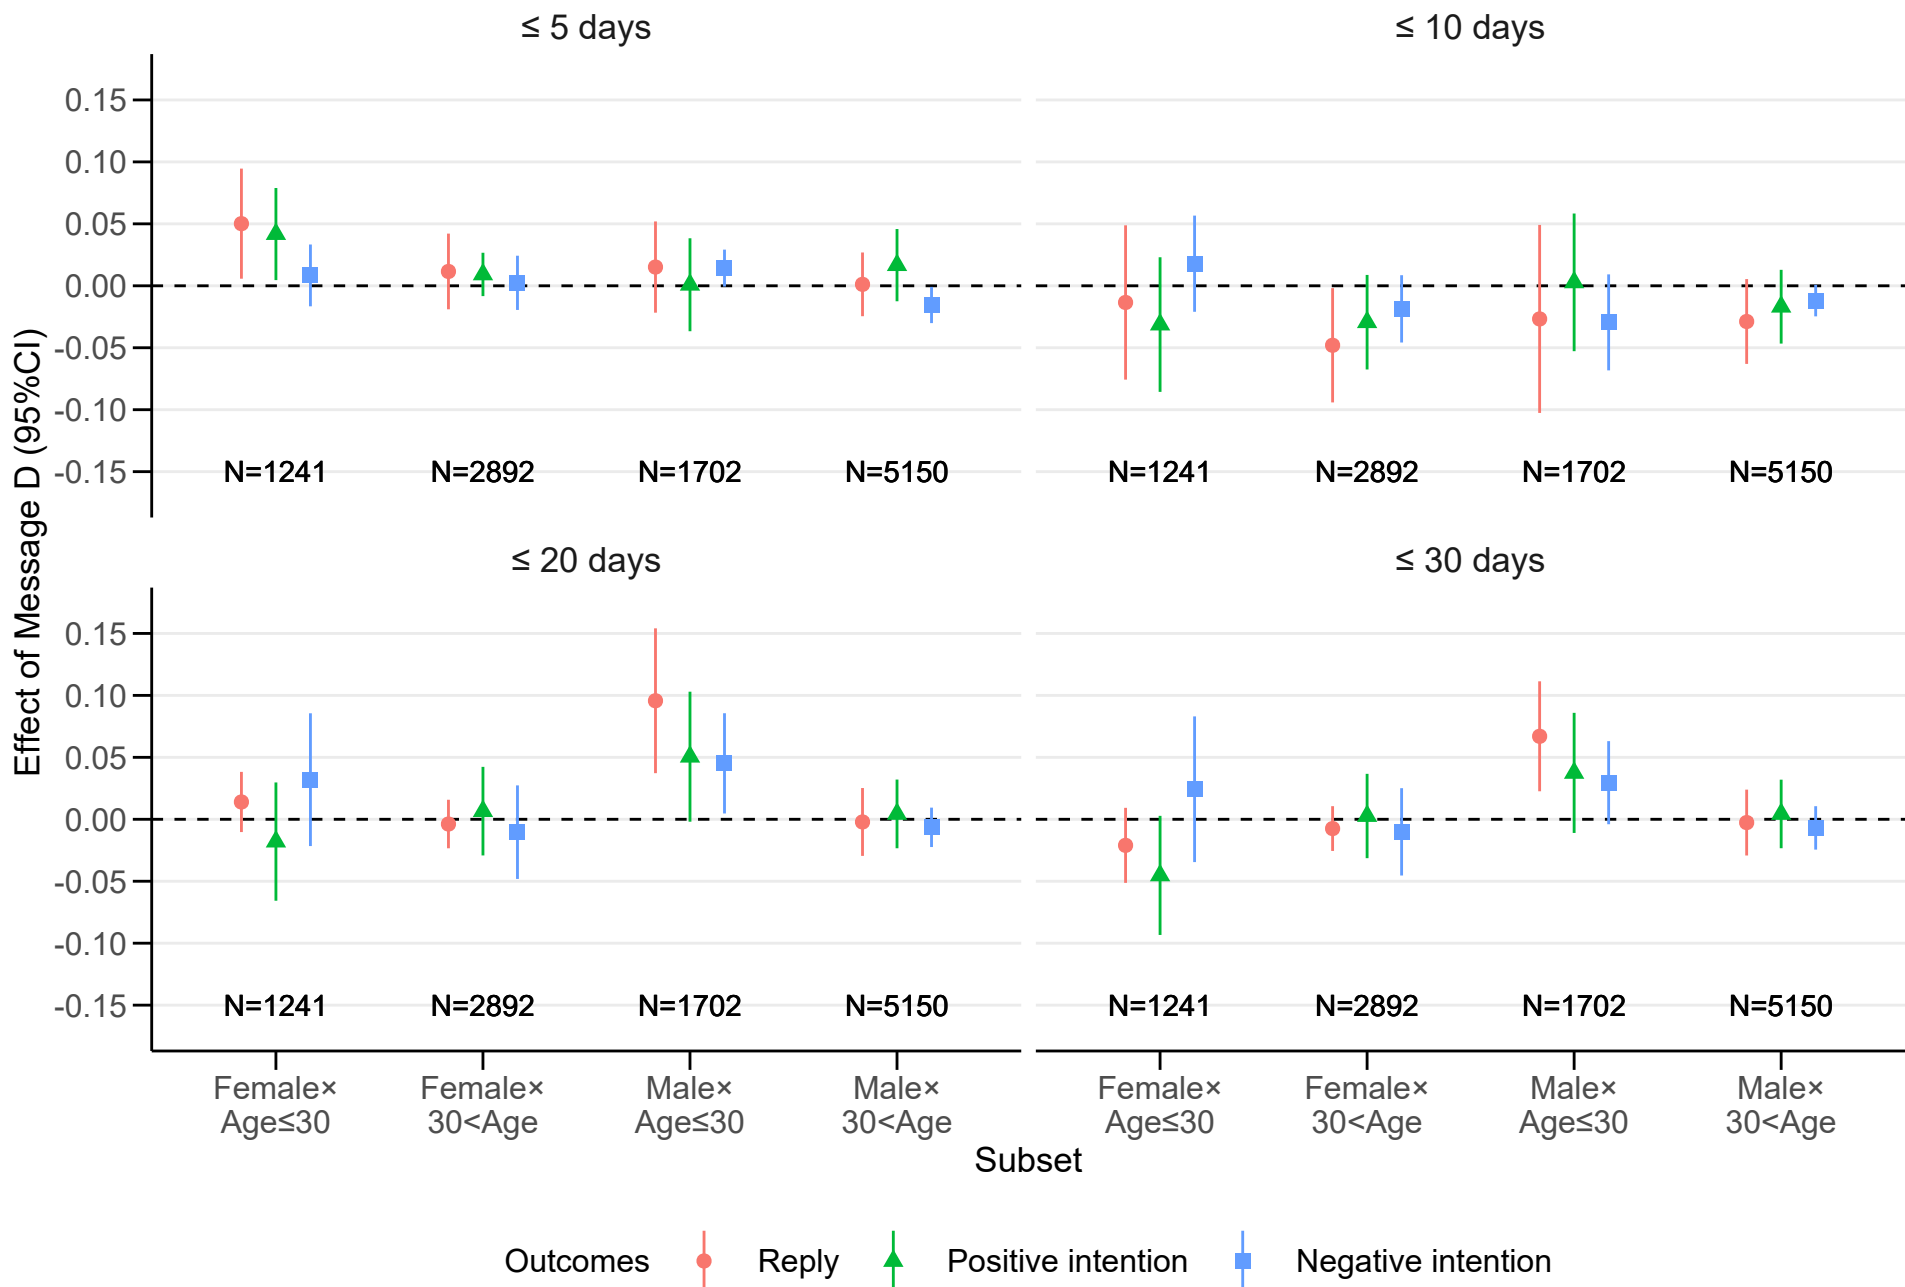 ≤ 5 days
≤ 10 days
0.15
0.10
0.05
0.00
-0.05
-0.10
-0.15
N=1241
N=2892
N=1702
N=5150
N=1241
N=2892
N=1702
N=5150
Effect of Message D (95%CI)
≤ 20 days
≤ 30 days
0.15
0.10
0.05
0.00
-0.05
-0.10
-0.15
N=1241
N=2892
N=1702
N=5150
N=1241
N=2892
N=1702
N=5150
Female×
Age≤30
Female×
30<Age
Male×
Age≤30
Male×
30<Age
Female×
Age≤30
Female×
30<Age
Male×
Age≤30
Male×
30<Age
Subset
Outcomes
Reply
Positive intention
Negative intention